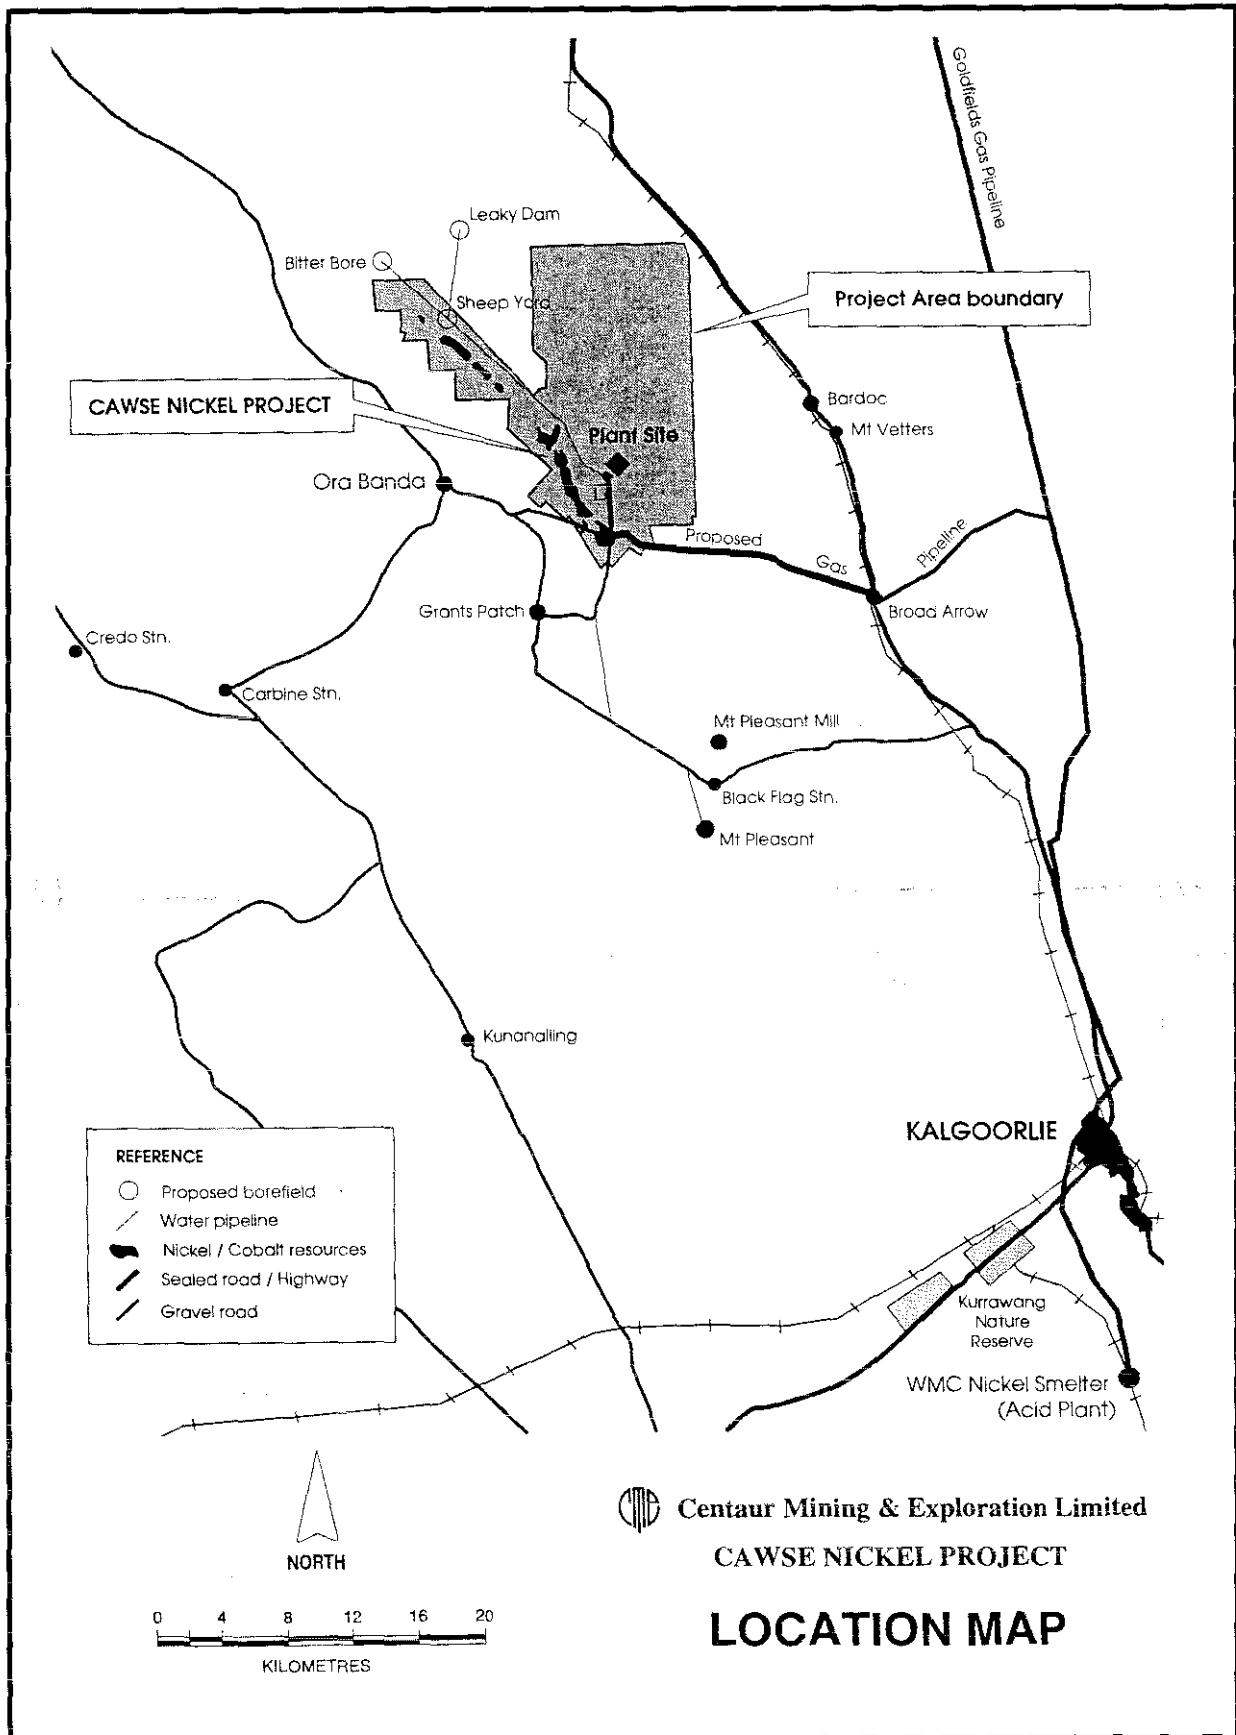 Goldfields Gas Pipeline
Leaky Dam
Bitter Bore
Sheep Yard
Project Area boundary
CAWSE NICKEL PROJECT
Bardoc
Mt Vetters
Plant Site
Ora Banda
Proposed
Gas
Pipeline
Grants Patch
Broad Arrow
Credo Stn.
Carbine Stn.
Mt Pleasant Mill
Black Flag Stn.
Mt Pleasant
Kunanalling
KALGOORLIE
REFERENCE
Proposed borefield
Water pipeline
Nickel / Cobalt resources
Sealed road / Highway
Gravel road
Kurrawang
Nature
Reserve
WMC Nickel Smelter
(Acid Plant)
NORTH
CME Centaur Mining & Exploration Limited
CAWSE NICKEL PROJECT
LOCATION MAP
0 4 8 12 16 20
KILOMETRES